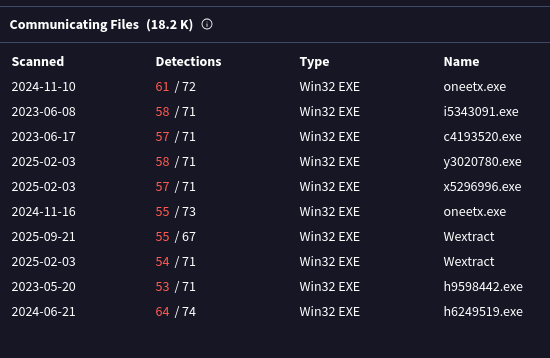 Communicating Files (18.2 K)
Scanned Detections Type Name
2024-11-10 61 / 72 Win32 EXE oneetx.exe
2023-06-08 58 / 71 Win32 EXE i5343091.exe
2023-06-17 57 / 71 Win32 EXE c4193520.exe
2025-02-03 58 / 71 Win32 EXE y3020780.exe
2025-02-03 57 / 71 Win32 EXE x5296996.exe
2024-11-16 55 / 73 Win32 EXE oneetx.exe
2025-09-21 55 / 67 Win32 EXE Wextract
2025-02-03 54 / 71 Win32 EXE Wextract
2023-05-20 53 / 71 Win32 EXE h9598442.exe
2024-06-21 64 / 74 Win32 EXE h6249519.exe